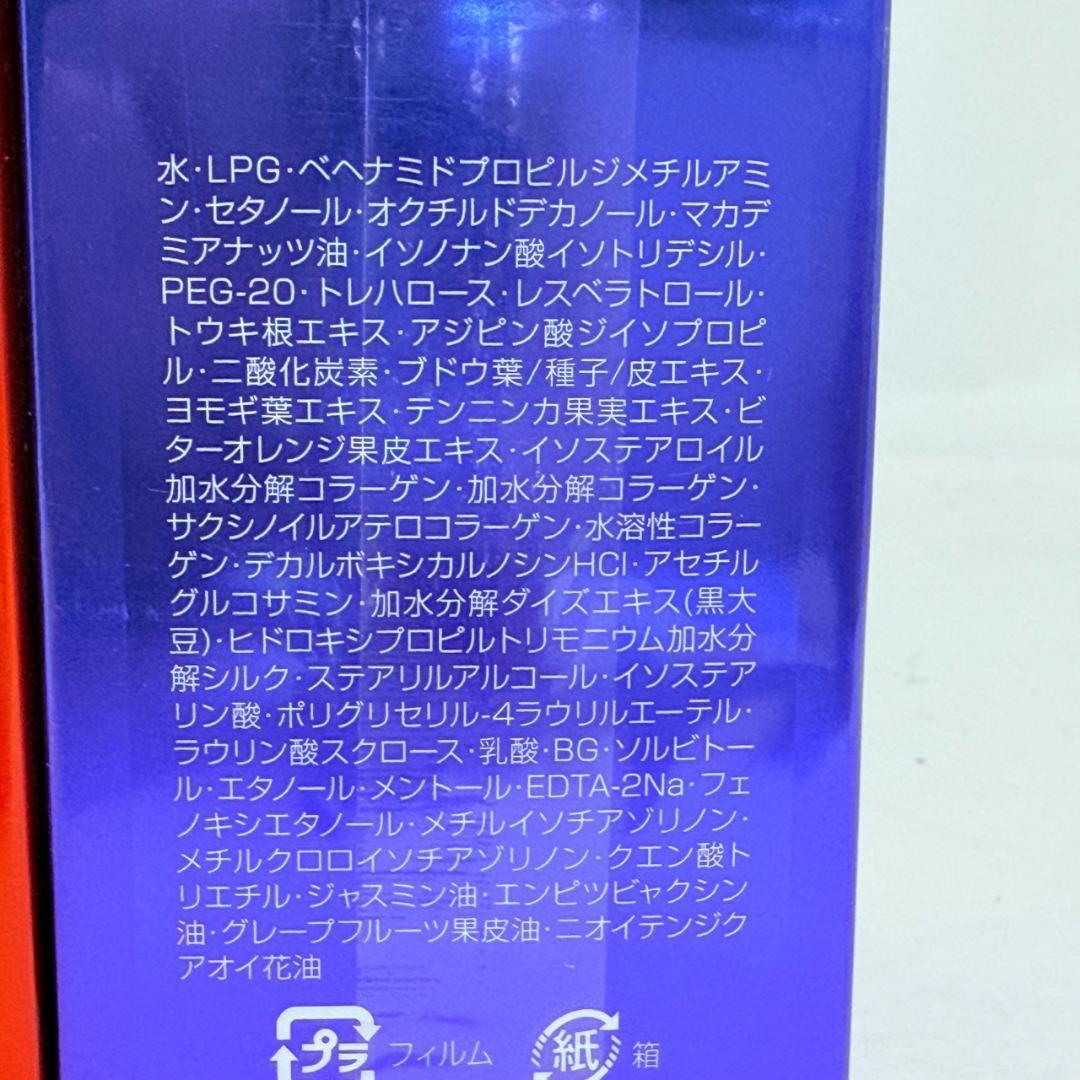 水・LPG・ベヘナミドプロピルジメチルアミ
ン・セタノール・オクチルドデカノール・マカデ
ミアナッツ油・イソノナン酸イソトリデシル・
PEG-20・トレハロース・レスベラトロール・
トウキ根エキス・アジピン酸ジイソプロピ
ル・二酸化炭素・ブドウ葉/種子/皮エキス・
ヨモギ葉エキス・テンニンカ果実エキス・ビ
ターオレンジ果皮エキス・イソステアロイル
加水分解コラーゲン・加水分解コラーゲン・
サクシノイルアテロコラーゲン・水溶性コラー
ゲン・デカルボキシカルノシンHCl・アセチル
グルコサミン・加水分解ダイズエキス(黒大
豆)・ヒドロキシプロピルトリモニウム加水分
解シルク・ステアリルアルコール・イソステア
リン酸・ポリグリセリル-4ラウリルエーテル・
ラウリン酸スクロース・乳酸・BG・ソルビトー
ル・エタノール・メントール・EDTA-2Na・フェ
ノキシエタノール・メチルイソチアゾリノン・
メチルクロロイソチアゾリノン・クエン酸ト
リエチル・ジャスミン油・エンピツビャクシン
油・グレープフルーツ果皮油・ニオイテンジク
アオイ花油
プラ フィルム 紙 箱